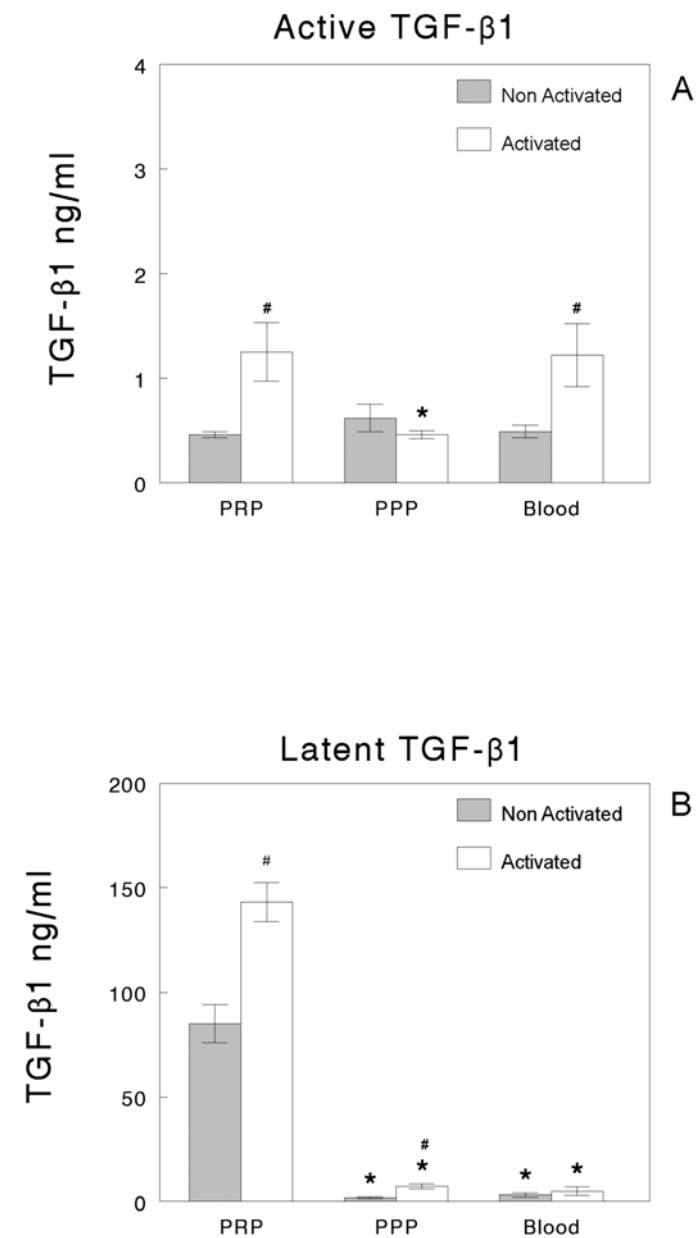 Active TGF-β1
A
4
3
2
1
0
TGF-β1 ng/ml
Non Activated
Activated
#
*
#
PRP PPP Blood
Latent TGF-β1
B
200
150
100
50
0
TGF-β1 ng/ml
Non Activated
Activated
#
#
* * * *
PRP PPP Blood